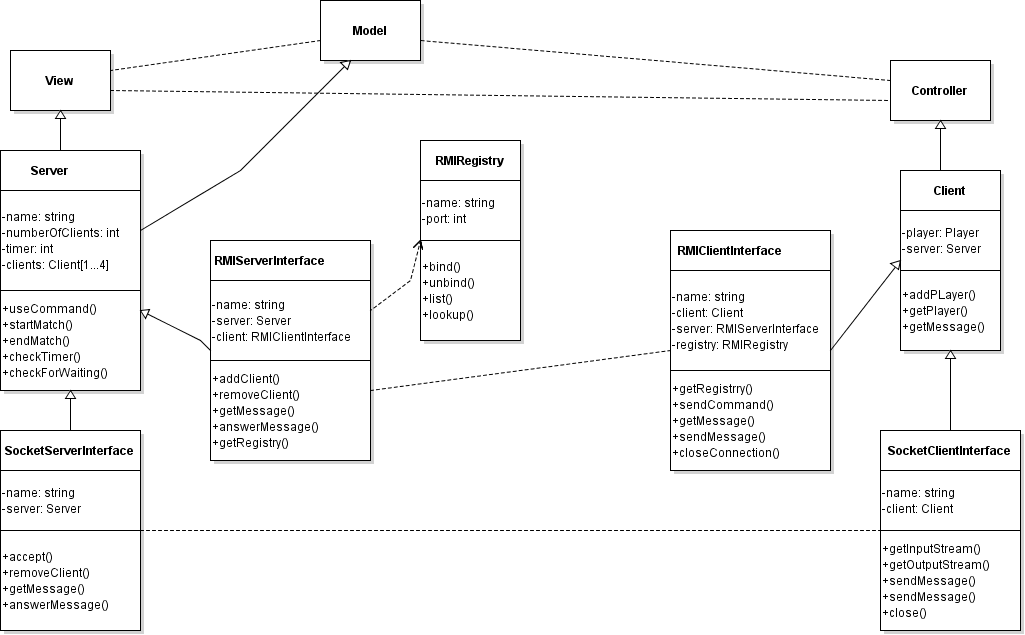 Model
View
Controller
Server
-name: string
-numberOfClients: int
-timer: int
-clients: Client[1...4]
+useCommand()
+startMatch()
+endMatch()
+checkTimer()
+checkForWaiting()
RMIRegistry
-name: string
-port: int
+bind()
+unbind()
+list()
+lookup()
Client
-player: Player
-server: Server
+addPLayer()
+getPlayer()
+getMessage()
RMIServerInterface
-name: string
-server: Server
-client: RMIClientInterface
+addClient()
+removeClient()
+getMessage()
+answerMessage()
+getRegistry()
RMIClientInterface
-name: string
-client: Client
-server: RMIServerInterface
-registry: RMIRegistry
+getRegistrry()
+sendCommand()
+getMessage()
+sendMessage()
+closeConnection()
SocketServerInterface
-name: string
-server: Server
+accept()
+removeClient()
+getMessage()
+answerMessage()
SocketClientInterface
-name: string
-client: Client
+getInputStream()
+getOutputStream()
+sendMessage()
+sendMessage()
+close()